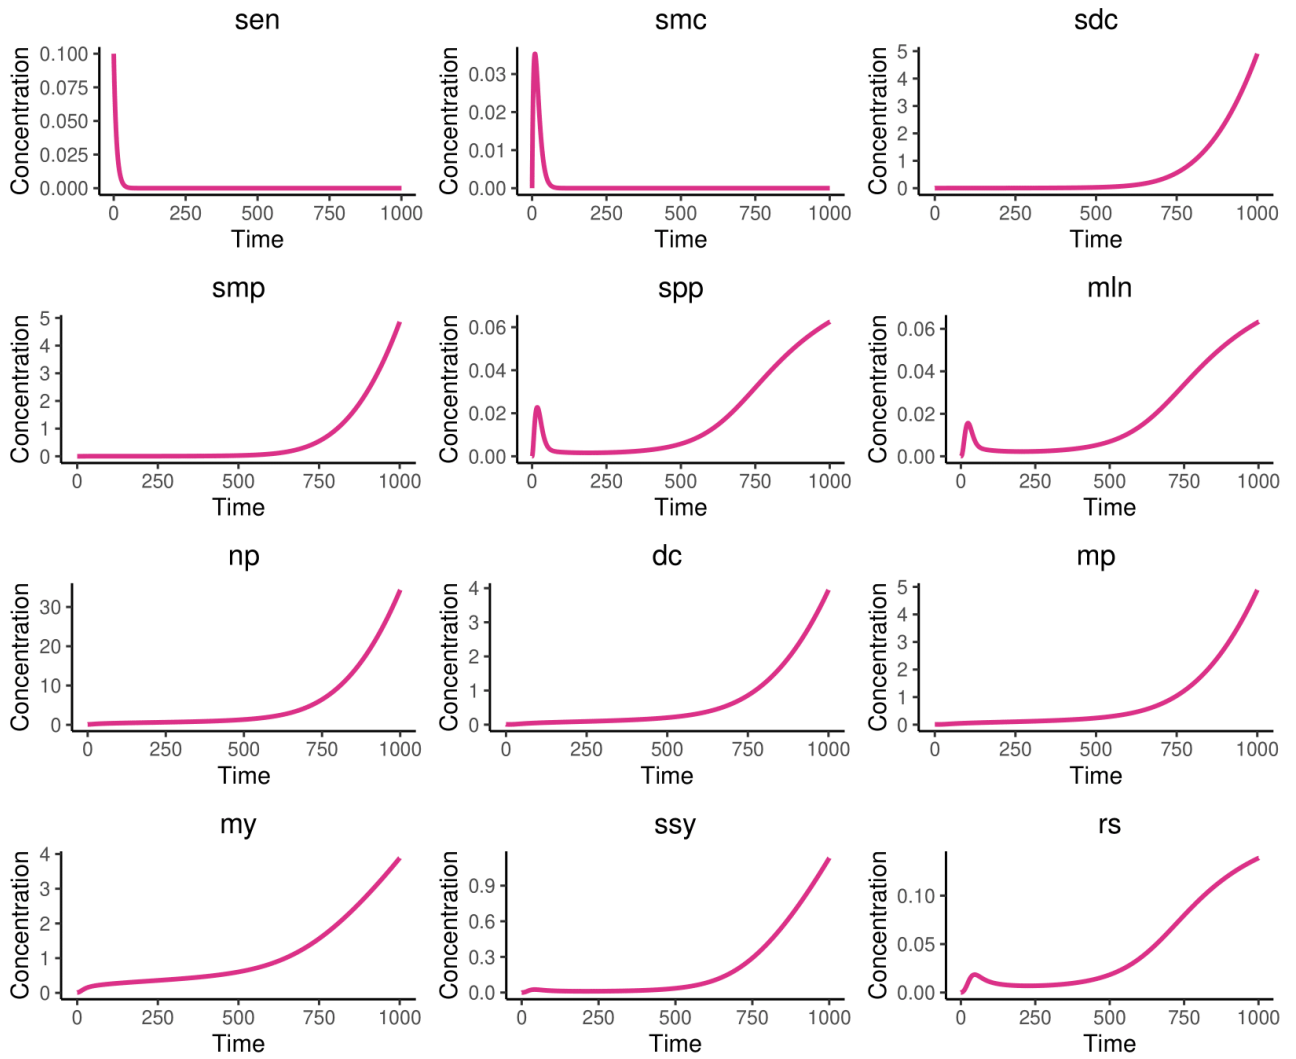 sen
smc
sdc
Concentration
0.100
0.075
0.050
0.025
0.000
0 250 500 750 1000
Time
Concentration
0.03
0.02
0.01
0.00
0 250 500 750 1000
Time
Concentration
5
4
3
2
1
0
0 250 500 750 1000
Time
smp
spp
mln
Concentration
5
4
3
2
1
0
0 250 500 750 1000
Time
Concentration
0.06
0.04
0.02
0.00
0 250 500 750 1000
Time
Concentration
0.06
0.04
0.02
0.00
0 250 500 750 1000
Time
np
dc
mp
Concentration
30
20
10
0
0 250 500 750 1000
Time
Concentration
4
3
2
1
0
0 250 500 750 1000
Time
Concentration
5
4
3
2
1
0
0 250 500 750 1000
Time
my
ssy
rs
Concentration
4
3
2
1
0
0 250 500 750 1000
Time
Concentration
0.9
0.6
0.3
0.0
0 250 500 750 1000
Time
Concentration
0.10
0.05
0.00
0 250 500 750 1000
Time